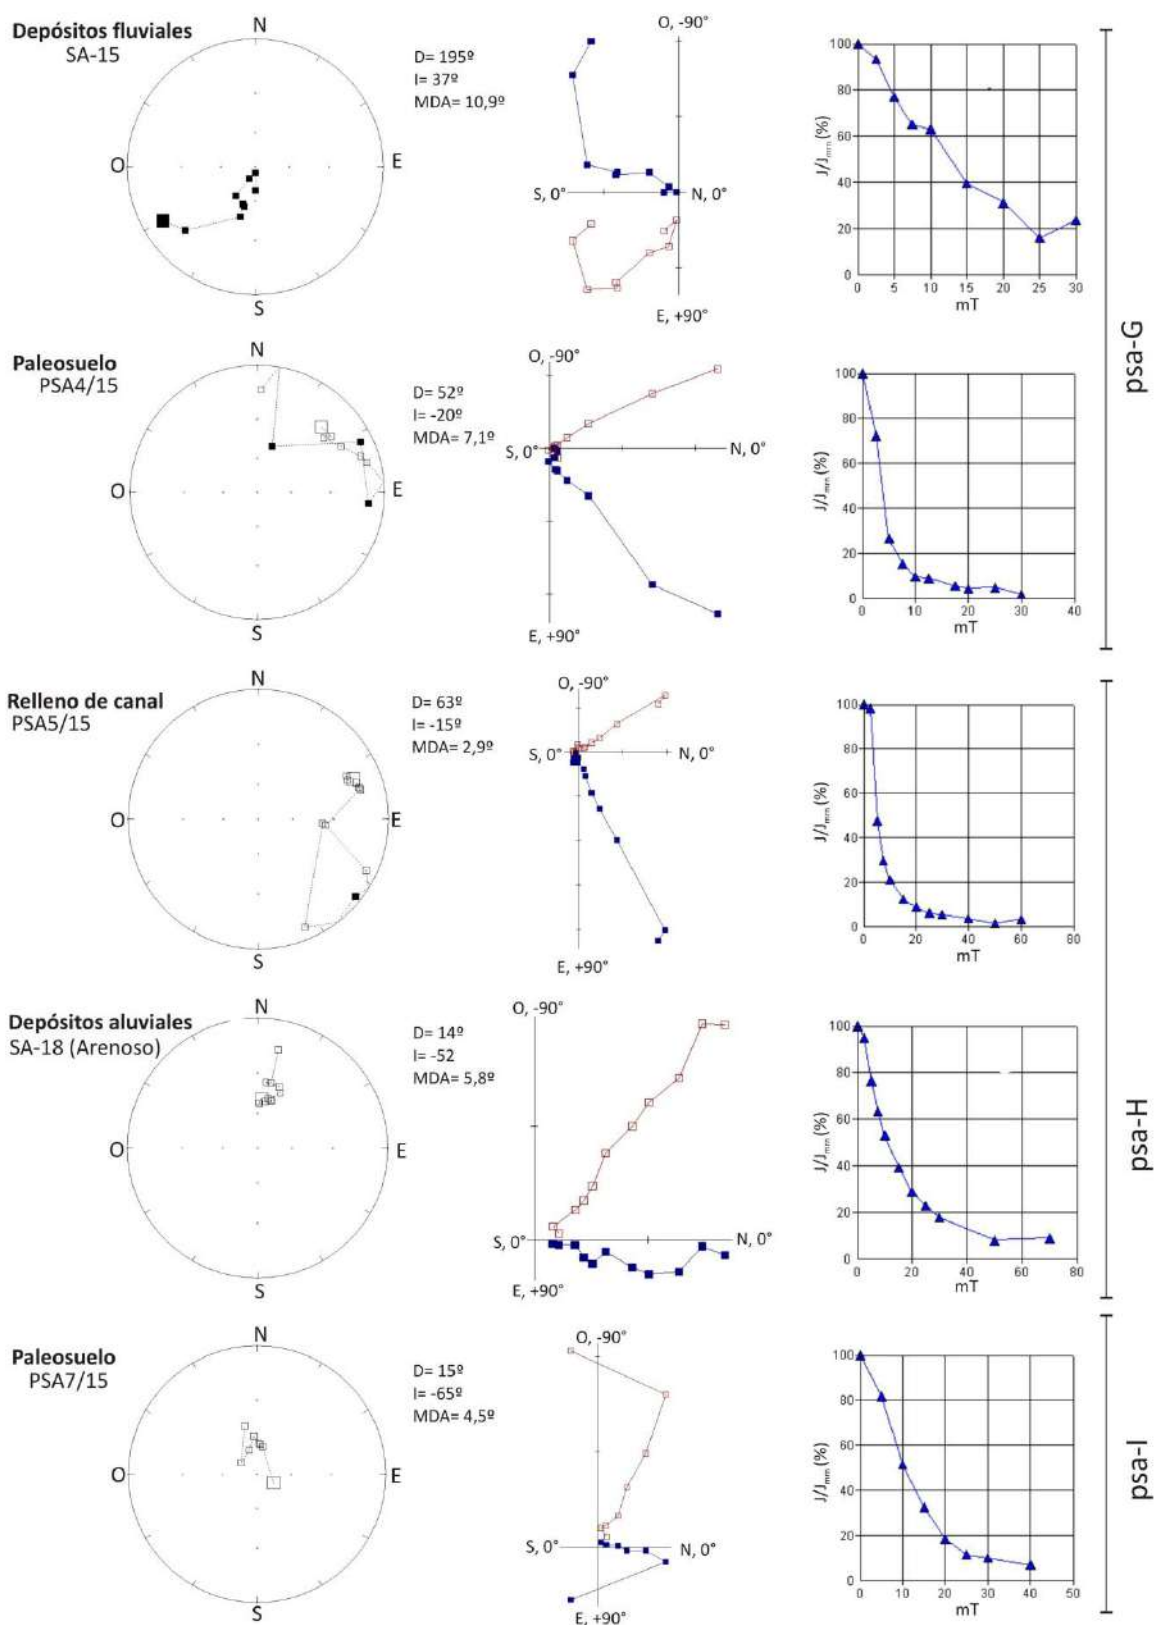 Depósitos fluviales
SA-15
N
O
E
S
D= 195º
I= 37º
MDA= 10,9º
O, -90°
S, 0°
N, 0°
E, +90°
J/Jmrn (%)
100
80
60
40
20
0
0 5 10 15 20 25 30
mT
psa-G
Paleosuelo
PSA4/15
N
O
E
S
D= 52º
I= -20º
MDA= 7,1º
O, -90°
S, 0°
N, 0°
E, +90°
J/Jmrn (%)
100
80
60
40
20
0
0 10 20 30 40
mT
Relleno de canal
PSA5/15
N
O
E
S
D= 63º
I= -15º
MDA= 2,9º
O, -90°
S, 0°
N, 0°
E, +90°
J/Jmrn (%)
100
80
60
40
20
0
0 20 40 60 80
mT
psa-H
Depósitos aluviales
SA-18 (Arenoso)
N
O
E
S
D= 14º
I= -52
MDA= 5,8º
O, -90°
S, 0°
N, 0°
E, +90°
J/Jmrn (%)
100
80
60
40
20
0
0 20 40 60 80
mT
Paleosuelo
PSA7/15
N
O
E
S
D= 15º
I= -65º
MDA= 4,5º
O, -90°
S, 0°
N, 0°
E, +90°
J/Jmrn (%)
100
80
60
40
20
0
0 10 20 30 40 50
mT
psa-I